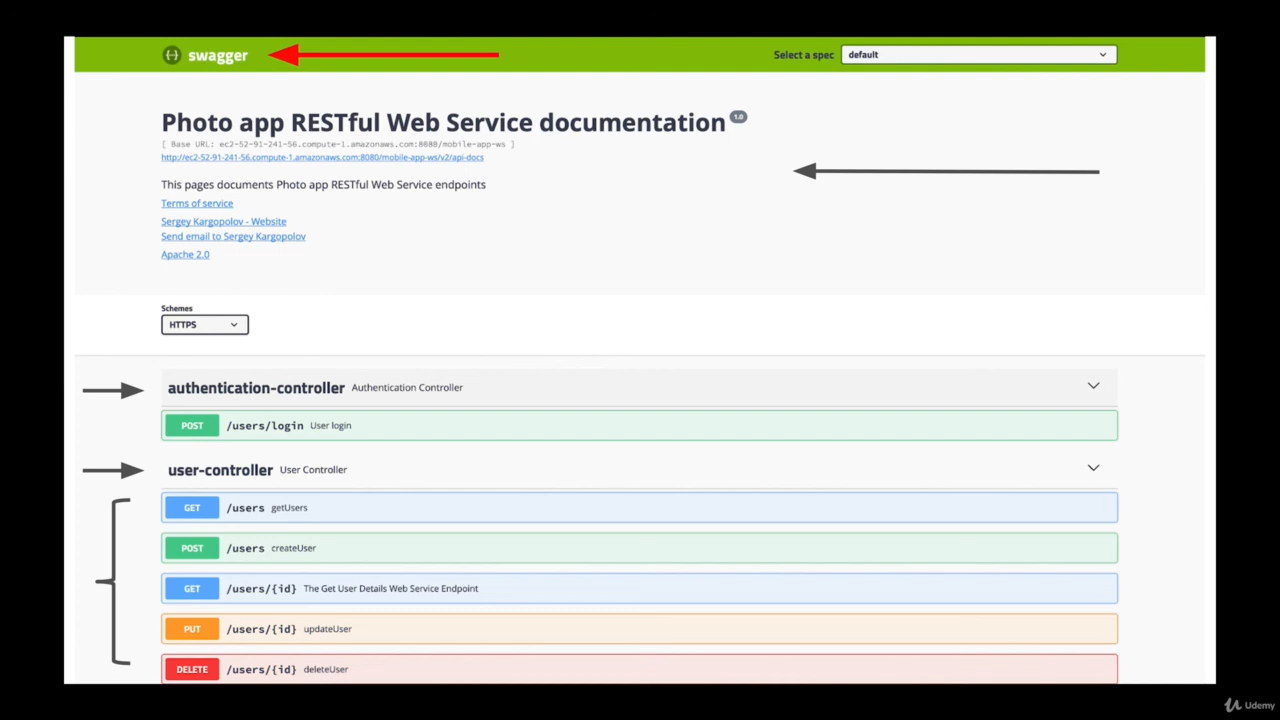 swagger
Select a spec default
Photo app RESTful Web Service documentation 1.0
[ Base URL: ec2-52-91-241-56.compute-1.amazonaws.com:8080/mobile-app-ws ]
http://ec2-52-91-241-56.compute-1.amazonaws.com:8080/mobile-app-ws/v2/api-docs
This pages documents Photo app RESTful Web Service endpoints
Terms of service
Sergey Kargopolov - Website
Send email to Sergey Kargopolov
Apache 2.0
Schemes
HTTPS
authentication-controller Authentication Controller
POST /users/login User login
user-controller User Controller
GET /users getUsers
POST /users createUser
GET /users/{id} The Get User Details Web Service Endpoint
PUT /users/{id} updateUser
DELETE /users/{id} deleteUser
Udemy